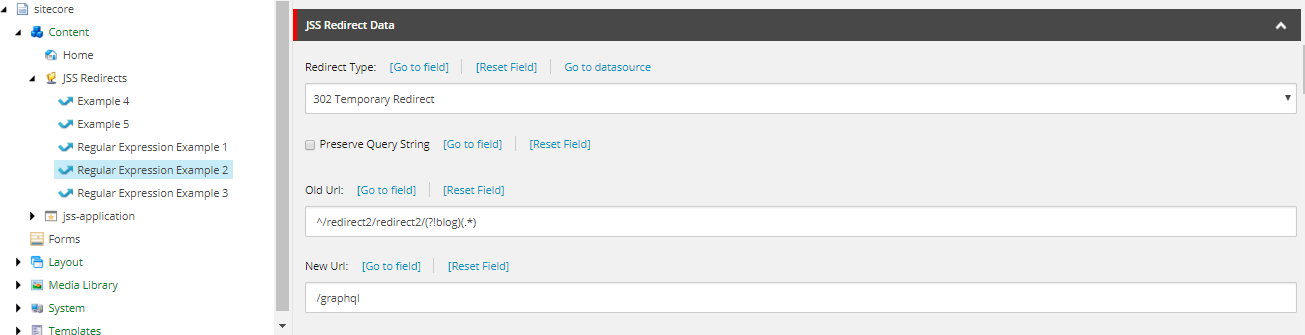 sitecore
Content
Home
JSS Redirects
Example 4
Example 5
Regular Expression Example 1
Regular Expression Example 2
Regular Expression Example 3
jss-application
Forms
Layout
Media Library
System
Templates
JSS Redirect Data
Redirect Type: [Go to field] [Reset Field] Go to datasource
302 Temporary Redirect
Preserve Query String [Go to field] [Reset Field]
Old Url: [Go to field] [Reset Field]
^/redirect2/redirect2/(?!blog)(.*)
New Url: [Go to field] [Reset Field]
/graphql